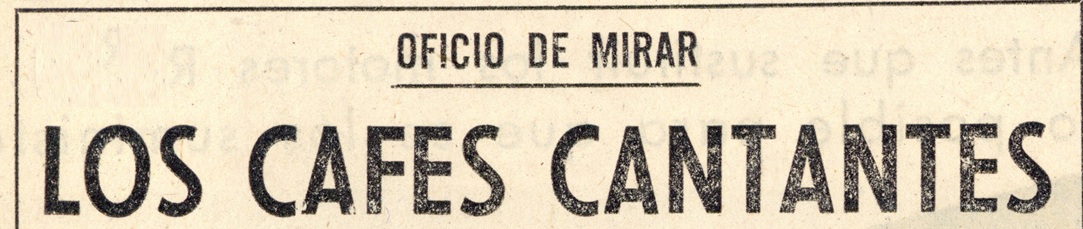 OFICIO DE MIRAR
LOS CAFES CANTANTES